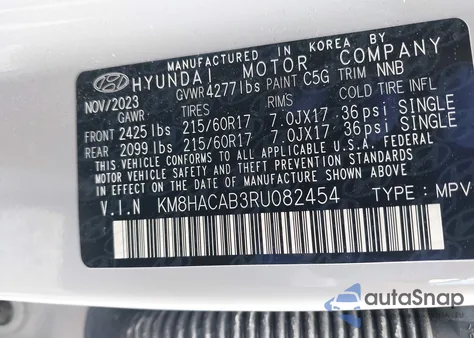 MANUFACTURED IN KOREA BY
HYUNDAI MOTOR COMPANY
NOV/2023 GVWR 4277 lbs PAINT C5G TRIM NNB
GAWR TIRES RIMS COLD TIRE INFL
FRONT 2425 lbs 215/60R17 7.0JX17 36 psi SINGLE
REAR 2099 lbs 215/60R17 7.0JX17 36 psi SINGLE
THIS VEHICLE CONFORMS TO ALL APPLICABLE U.S.A. FEDERAL
MOTOR VEHICLE SAFETY, BUMPER, AND THEFT PREVENTION STANDARDS
IN EFFECT ON THE DATE OF MANUFACTURE SHOWN ABOVE.
V.I.N KM8HACAB3RU082454 TYPE : MPV
autoSnap